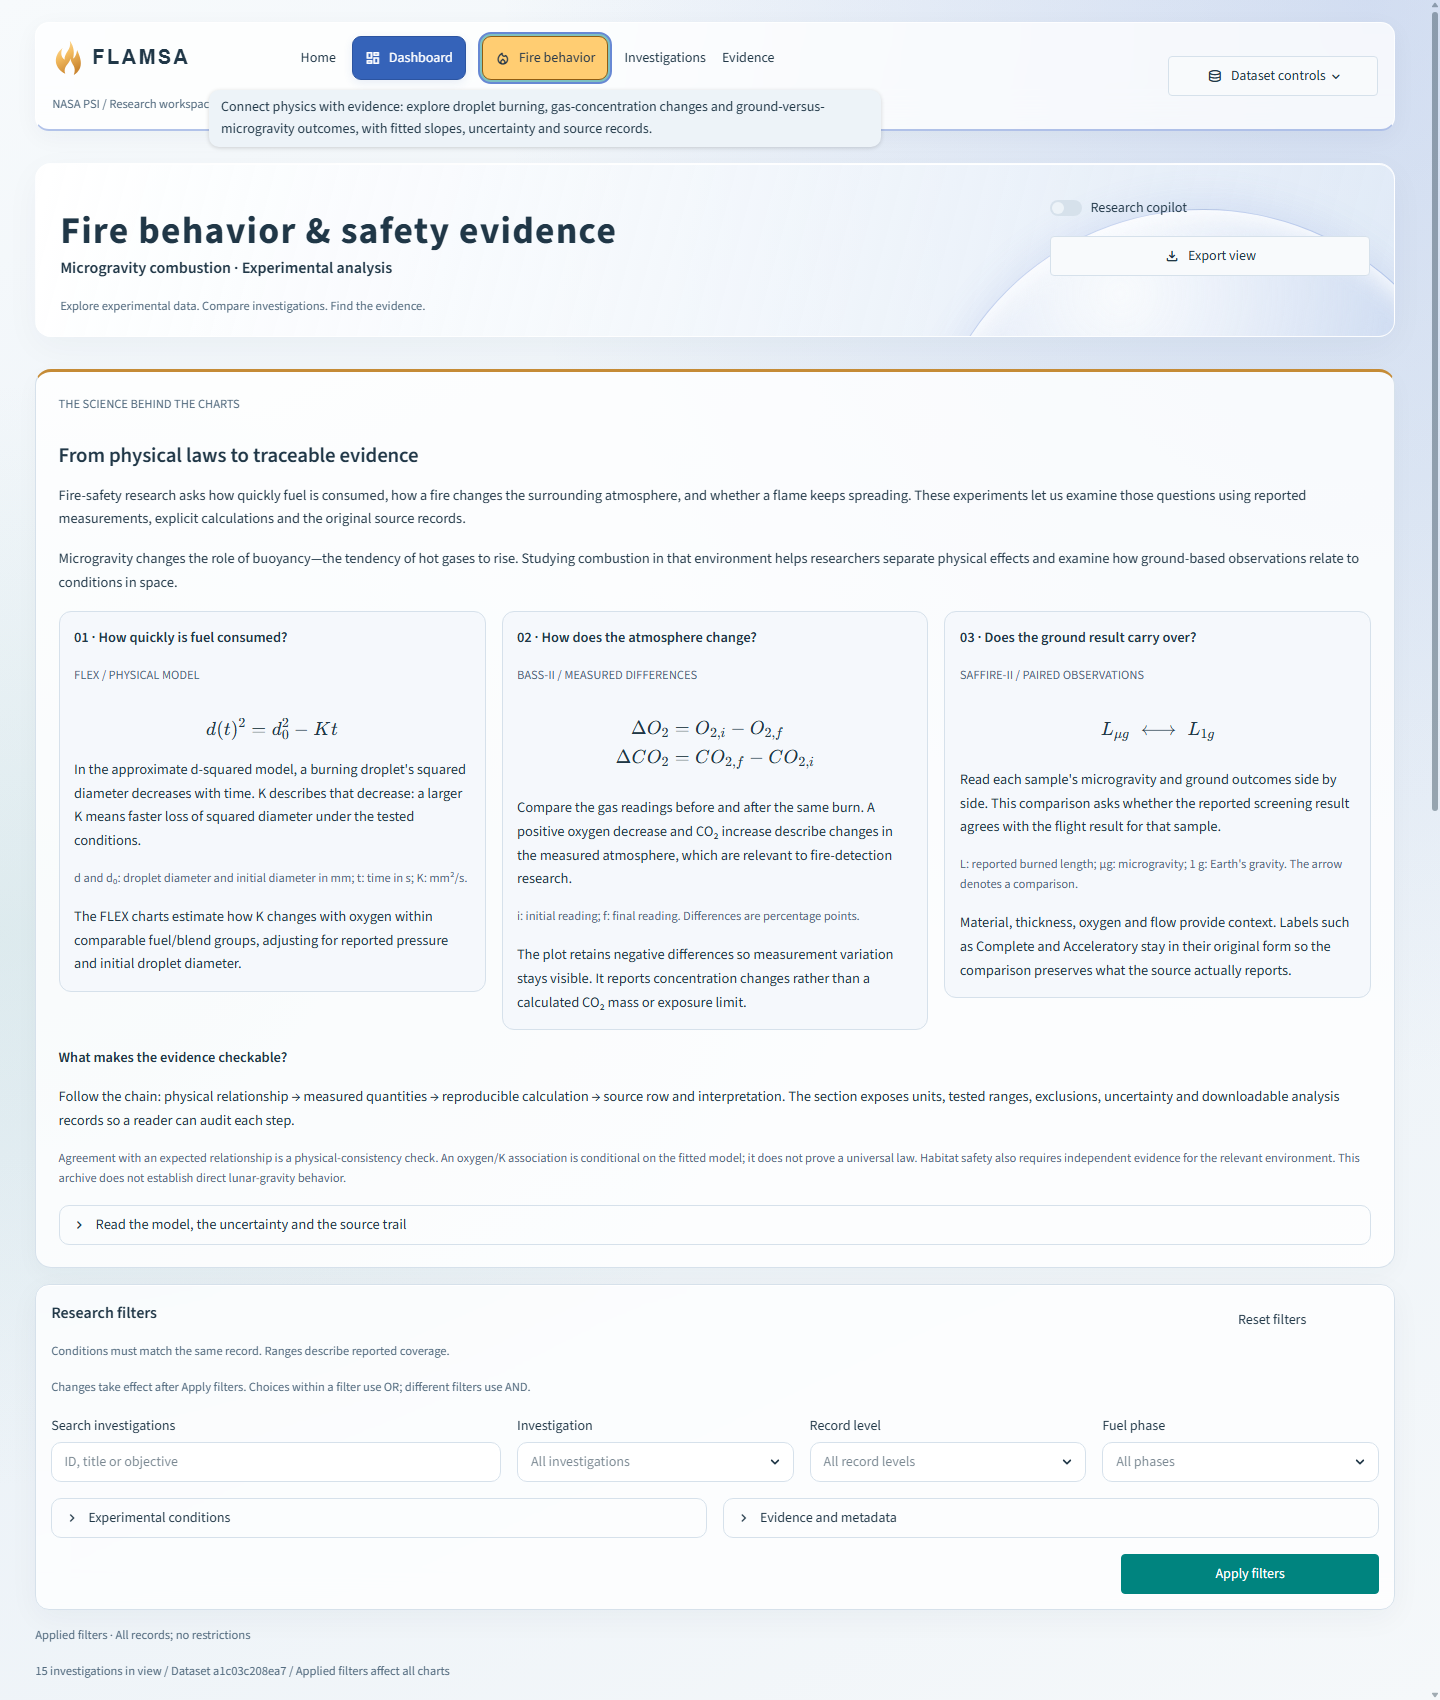 FLAMSA
Home
Dashboard
Fire behavior
Investigations
Evidence
Dataset controls
NASA PSI / Research workspac
Connect physics with evidence: explore droplet burning, gas-concentration changes and ground-versus-
microgravity outcomes, with fitted slopes, uncertainty and source records.
Fire behavior & safety evidence
Microgravity combustion · Experimental analysis
Explore experimental data. Compare investigations. Find the evidence.
Research copilot
Export view
THE SCIENCE BEHIND THE CHARTS
From physical laws to traceable evidence
Fire-safety research asks how quickly fuel is consumed, how a fire changes the surrounding atmosphere, and whether a flame keeps spreading. These experiments let us examine those questions using reported
measurements, explicit calculations and the original source records.
Microgravity changes the role of buoyancy—the tendency of hot gases to rise. Studying combustion in that environment helps researchers separate physical effects and examine how ground-based observations relate to
conditions in space.
01 · How quickly is fuel consumed?
FLEX / PHYSICAL MODEL
d(t)² = d₀² − Kt
In the approximate d-squared model, a burning droplet's squared
diameter decreases with time. K describes that decrease: a larger
K means faster loss of squared diameter under the tested
conditions.
d and d₀: droplet diameter and initial diameter in mm; t: time in s; K: mm²/s.
The FLEX charts estimate how K changes with oxygen within
comparable fuel/blend groups, adjusting for reported pressure
and initial droplet diameter.
02 · How does the atmosphere change?
BASS-II / MEASURED DIFFERENCES
ΔO₂ = O₂,i − O₂,f
ΔCO₂ = CO₂,f − CO₂,i
Compare the gas readings before and after the same burn. A
positive oxygen decrease and CO₂ increase describe changes in
the measured atmosphere, which are relevant to fire-detection
research.
i: initial reading; f: final reading. Differences are percentage points.
The plot retains negative differences so measurement variation
stays visible. It reports concentration changes rather than a
calculated CO₂ mass or exposure limit.
03 · Does the ground result carry over?
SAFFIRE-II / PAIRED OBSERVATIONS
Lμg ⟷ L1g
Read each sample's microgravity and ground outcomes side by
side. This comparison asks whether the reported screening result
agrees with the flight result for that sample.
L: reported burned length; μg: microgravity; 1 g: Earth's gravity. The arrow
denotes a comparison.
Material, thickness, oxygen and flow provide context. Labels such
as Complete and Acceleratory stay in their original form so the
comparison preserves what the source actually reports.
What makes the evidence checkable?
Follow the chain: physical relationship → measured quantities → reproducible calculation → source row and interpretation. The section exposes units, tested ranges, exclusions, uncertainty and downloadable analysis
records so a reader can audit each step.
Agreement with an expected relationship is a physical-consistency check. An oxygen/K association is conditional on the fitted model; it does not prove a universal law. Habitat safety also requires independent evidence for the relevant environment. This
archive does not establish direct lunar-gravity behavior.
Read the model, the uncertainty and the source trail
Research filters
Reset filters
Conditions must match the same record. Ranges describe reported coverage.
Changes take effect after Apply filters. Choices within a filter use OR; different filters use AND.
Search investigations
Investigation
Record level
Fuel phase
ID, title or objective
All investigations
All record levels
All phases
Experimental conditions
Evidence and metadata
Apply filters
Applied filters · All records; no restrictions
15 investigations in view / Dataset a1c03c208ea7 / Applied filters affect all charts